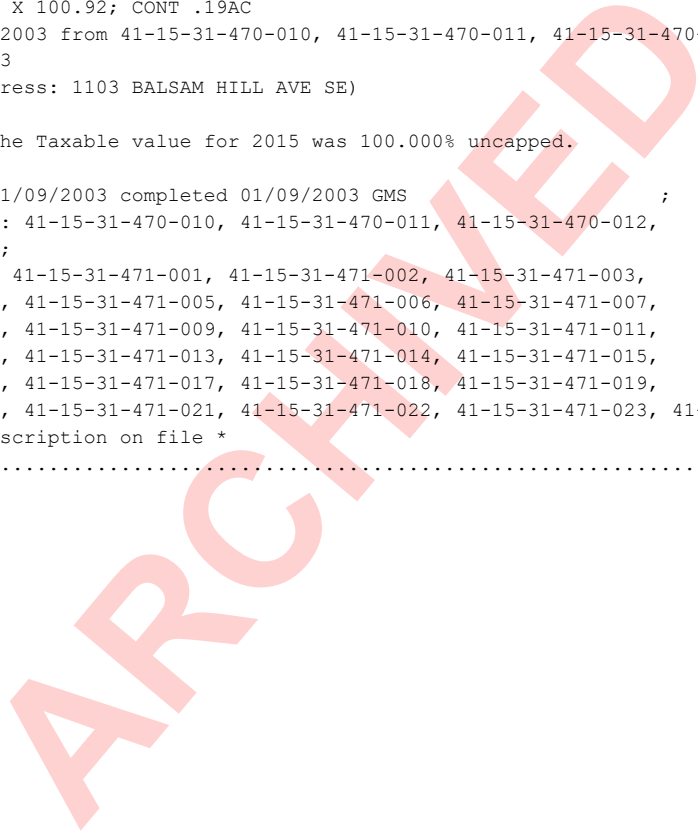 X 100.92; CONT .19AC
2003 from 41-15-31-470-010, 41-15-31-470-011, 41-15-31-470-
3
ress: 1103 BALSAM HILL AVE SE)
he Taxable value for 2015 was 100.000% uncapped.
1/09/2003 completed 01/09/2003 GMS ;
: 41-15-31-470-010, 41-15-31-470-011, 41-15-31-470-012,
;
41-15-31-471-001, 41-15-31-471-002, 41-15-31-471-003,
, 41-15-31-471-005, 41-15-31-471-006, 41-15-31-471-007,
, 41-15-31-471-009, 41-15-31-471-010, 41-15-31-471-011,
, 41-15-31-471-013, 41-15-31-471-014, 41-15-31-471-015,
, 41-15-31-471-017, 41-15-31-471-018, 41-15-31-471-019,
, 41-15-31-471-021, 41-15-31-471-022, 41-15-31-471-023, 41-
scription on file *
..........................................................
ARCHIVED